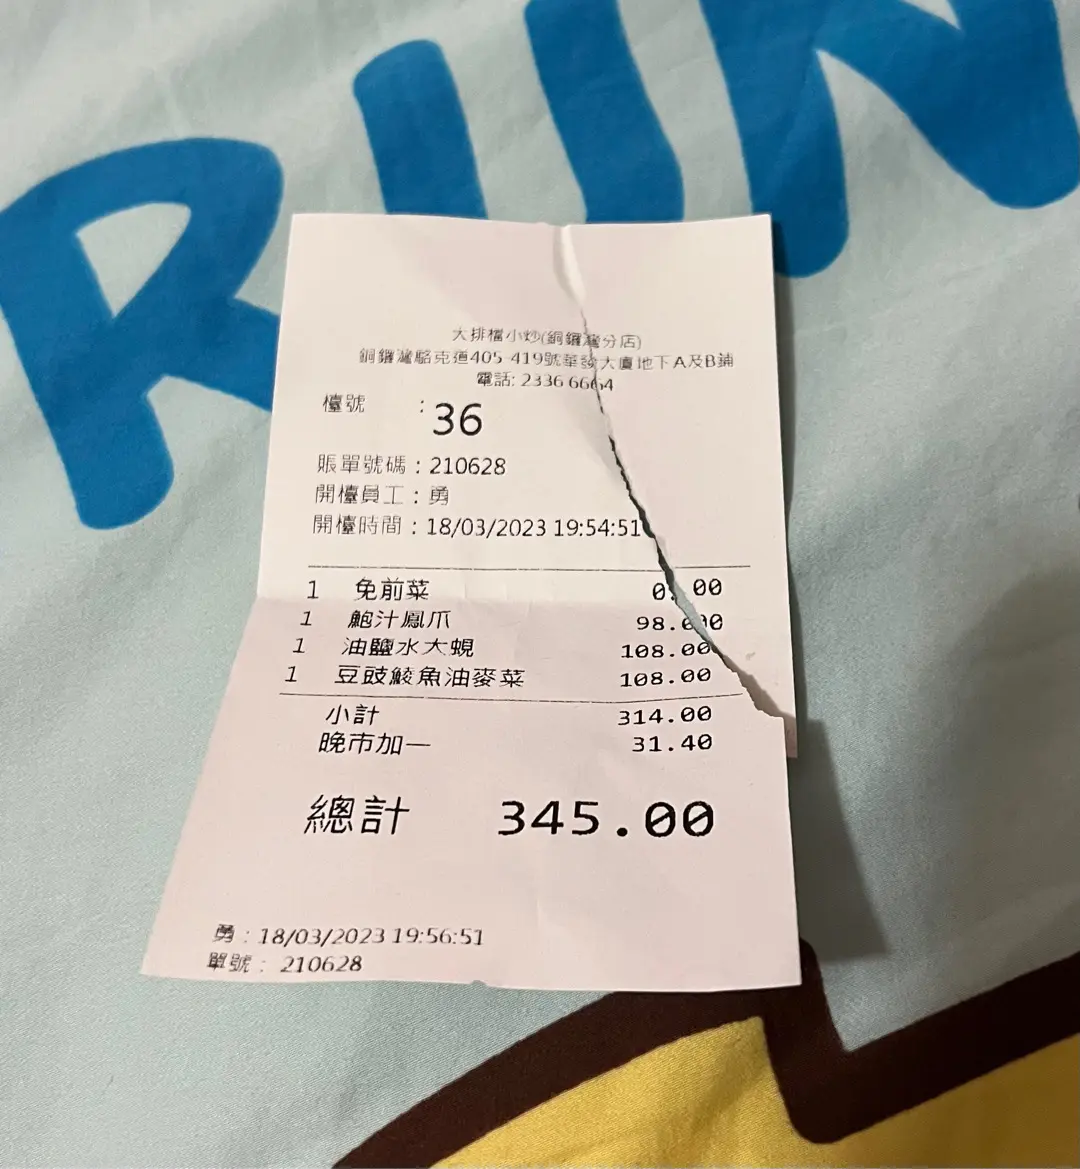 RUN
大排檔小炒(銅鑼灣分店)
銅鑼灣駱克道405-419號華發大廈地下A及B鋪
電話: 2336 6664
檯號 : 36
賬單號碼 : 210628
開檯員工 : 勇
開檯時間 : 18/03/2023 19:54:51
1 免前菜 0.00
1 鮑汁鳳爪 98.00
1 油鹽水大蜆 108.00
1 豆豉鯪魚油麥菜 108.00
小計 314.00
晚市加一 31.40
總計 345.00
勇 : 18/03/2023 19:56:51
單號 : 210628